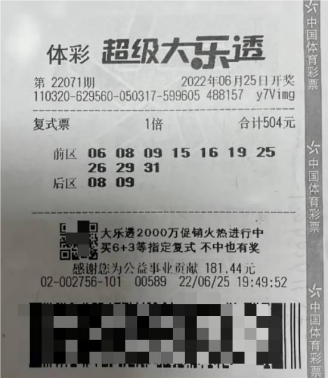 体彩 超级大乐透
第 22071期 2022年06月25日开奖
110320-629560-050317-599605 488157 y7Vimg
复式票 1倍 合计504元
前区 06 08 09 15 16 19 25
26 29 31
后区 08 09
大乐透2000万促销火热进行中
买6+3等指定复式 不中也有奖
感谢您为公益事业贡献 181.44元
02-002756-101 00589 22/06/25 19:49:52
中国体育彩票
中国体育彩票
中国体育彩票